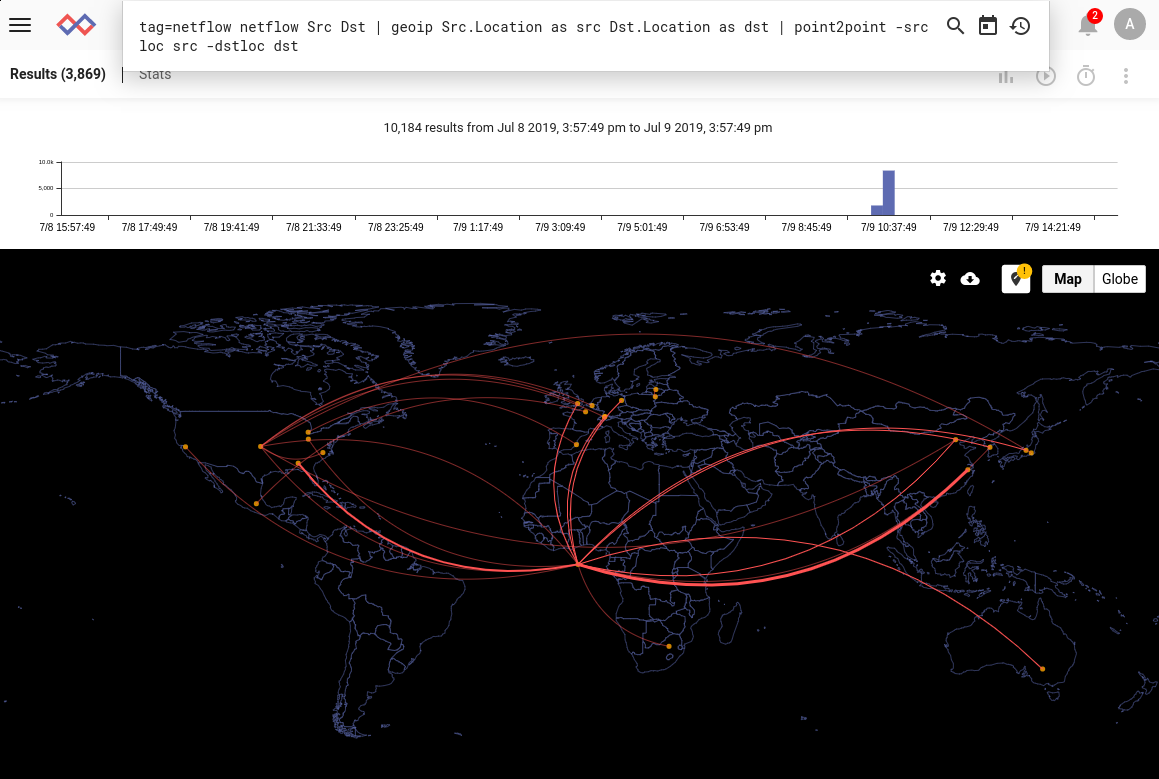 tag=netflow netflow Src Dst | geoip Src.Location as src Dst.Location as dst | point2point -src
loc src -dstloc dst
2
A
Results (3,869)
Stats
10,184 results from Jul 8 2019, 3:57:49 pm to Jul 9 2019, 3:57:49 pm
10.0k
5,000
0
7/8 15:57:49 7/8 17:49:49 7/8 19:41:49 7/8 21:33:49 7/8 23:25:49 7/9 1:17:49 7/9 3:09:49 7/9 5:01:49 7/9 6:53:49 7/9 8:45:49 7/9 10:37:49 7/9 12:29:49 7/9 14:21:49
!
Map Globe